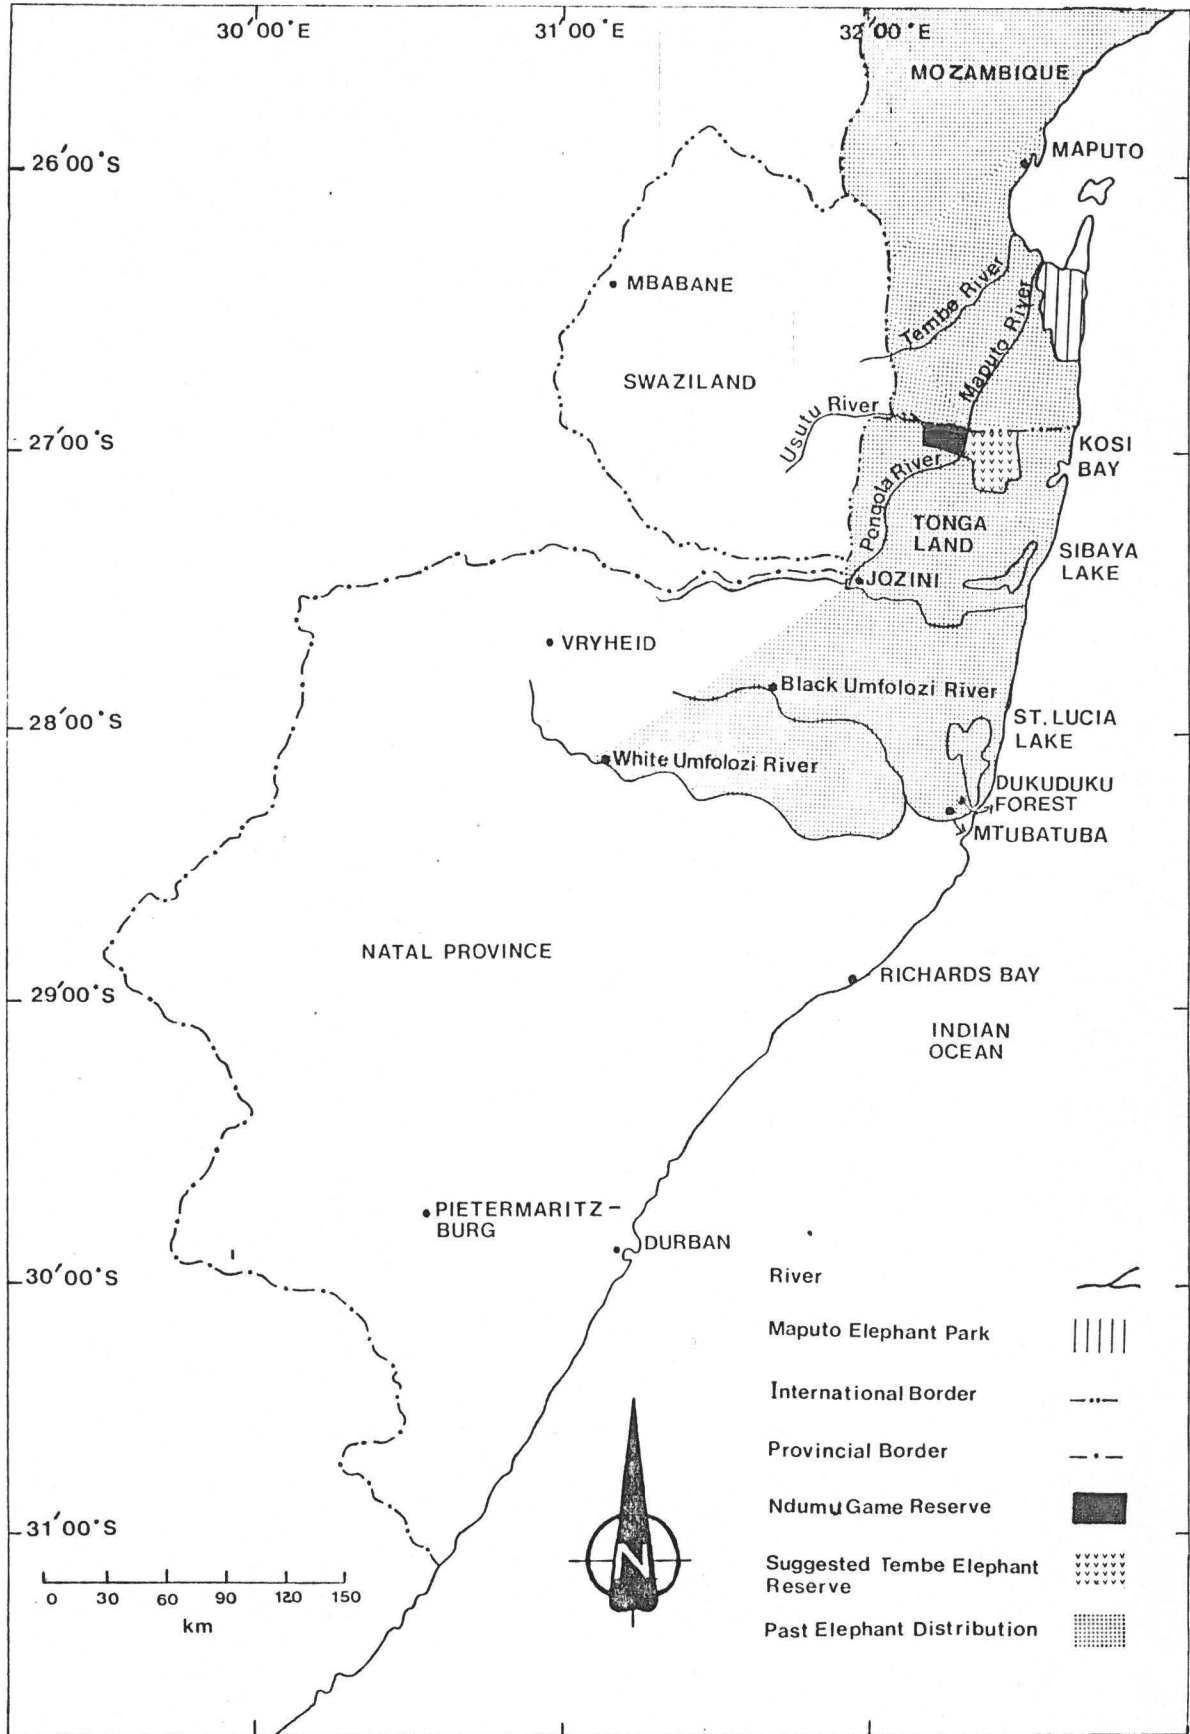 30′00°E
31′00°E
32′00°E
MOZAMBIQUE
26′00°S
MAPUTO
MBABANE
Tembe River
Maputo River
SWAZILAND
Usutu River
27′00°S
KOSI
BAY
Pongola River
TONGA
LAND
SIBAYA
LAKE
JOZINI
VRYHEID
Black Umfolozi River
28′00°S
ST. LUCIA
LAKE
White Umfolozi River
DUKUDUKU
FOREST
MTUBATUBA
NATAL PROVINCE
RICHARDS BAY
29′00°S
INDIAN
OCEAN
PIETERMARITZ-
BURG
DURBAN
30′00°S
River
Maputo Elephant Park
International Border
Provincial Border
Ndumu Game Reserve
31′00°S
Suggested Tembe Elephant
Reserve
0 30 60 90 120 150
km
N
Past Elephant Distribution